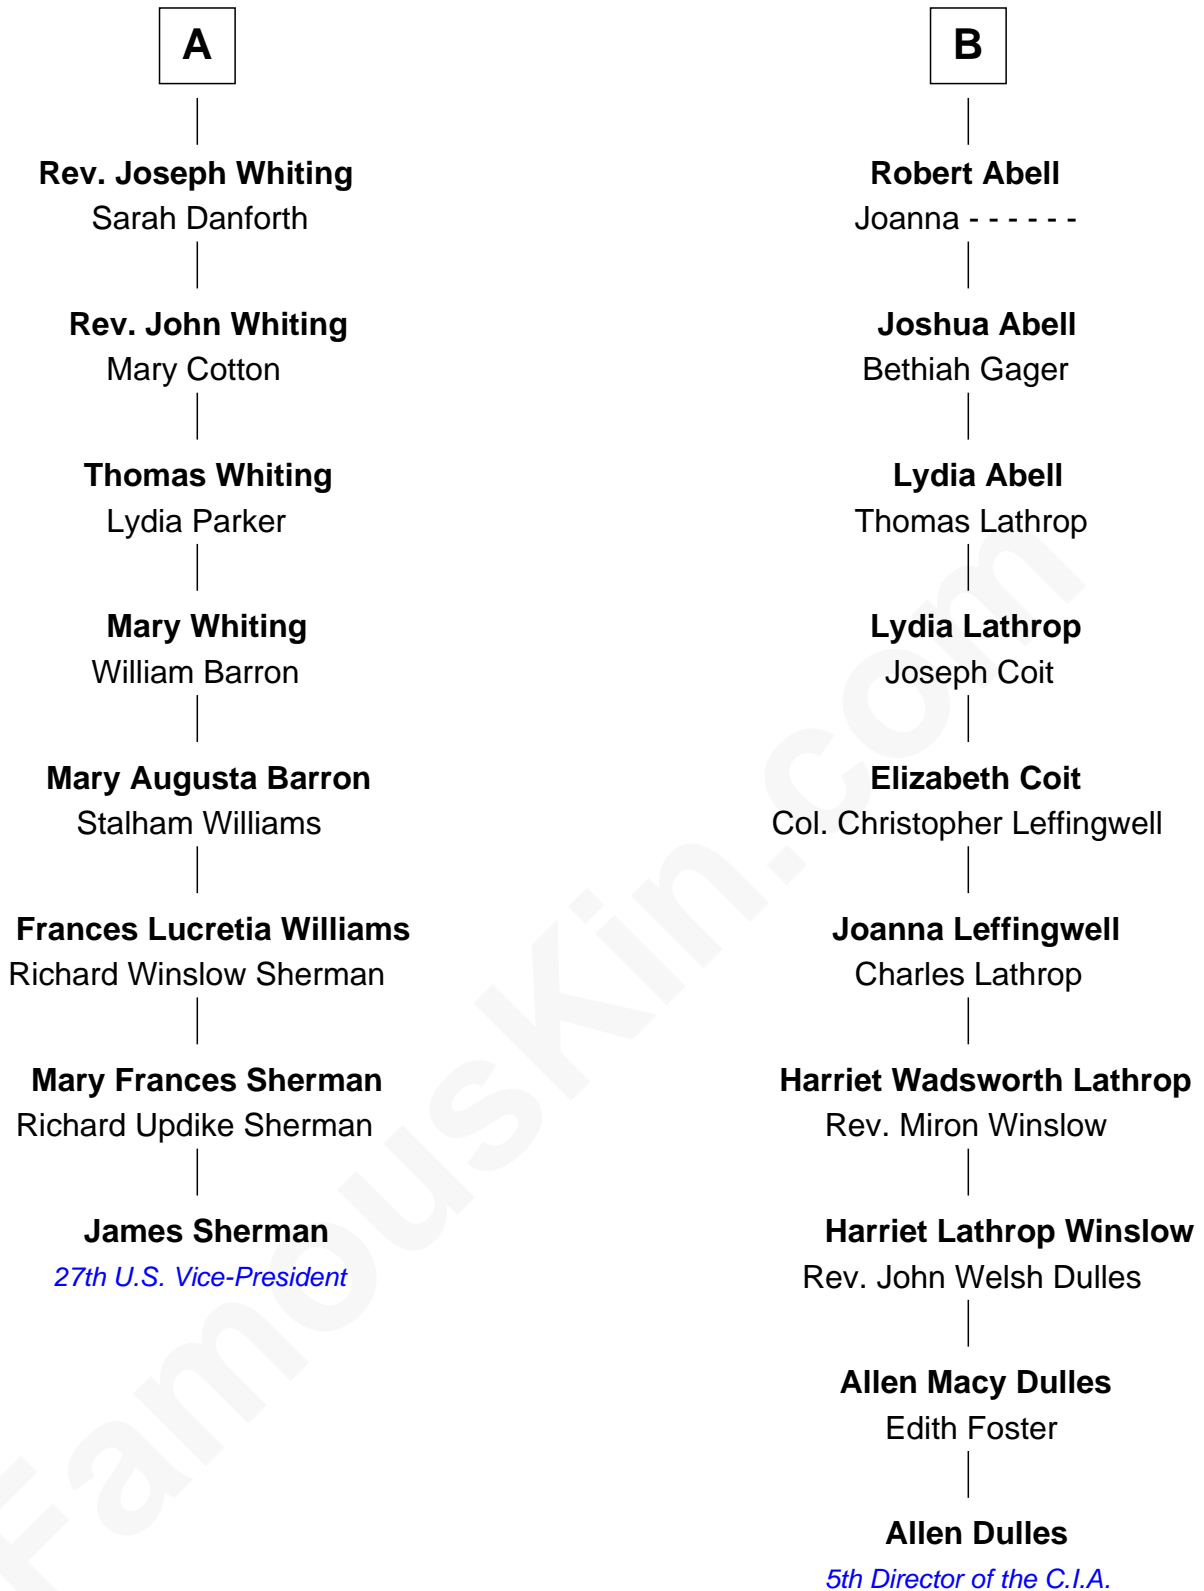 A
Rev. Joseph Whiting
Sarah Danforth
Rev. John Whiting
Mary Cotton
Thomas Whiting
Lydia Parker
Mary Whiting
William Barron
Mary Augusta Barron
Stalham Williams
Frances Lucretia Williams
Richard Winslow Sherman
Mary Frances Sherman
Richard Updike Sherman
James Sherman
27th U.S. Vice-President
B
Robert Abell
Joanna - - - - - -
Joshua Abell
Bethiah Gager
Lydia Abell
Thomas Lathrop
Lydia Lathrop
Joseph Coit
Elizabeth Coit
Col. Christopher Leffingwell
Joanna Leffingwell
Charles Lathrop
Harriet Wadsworth Lathrop
Rev. Miron Winslow
Harriet Lathrop Winslow
Rev. John Welsh Dulles
Allen Macy Dulles
Edith Foster
Allen Dulles
5th Director of the C.I.A.
FamousKin.com